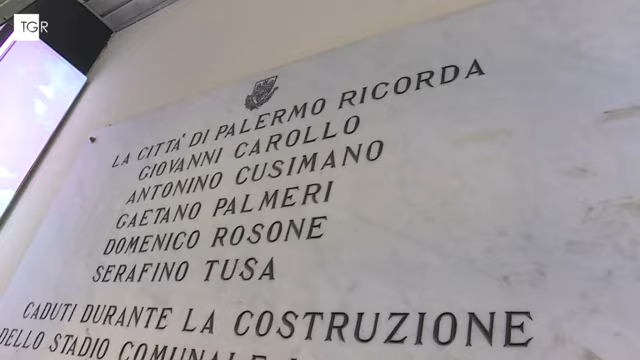 TGR
LA CITTA' DI PALERMO RICORDA
GIOVANNI CAROLLO
ANTONINO CUSIMANO
GAETANO PALMERI
DOMENICO ROSONE
SERAFINO TUSA
CADUTI DURANTE LA COSTRUZIONE
DELLO STADIO COMUNALE